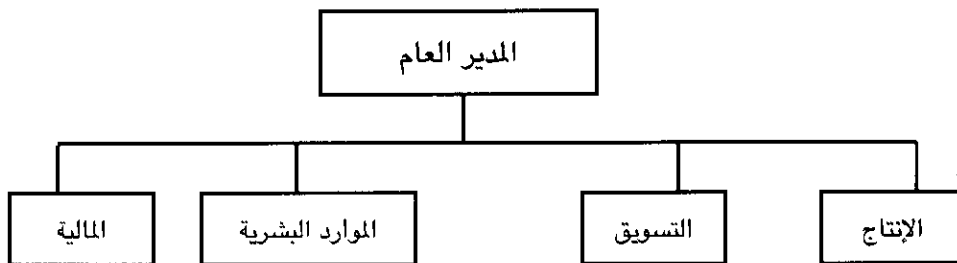 المدير العام
الإنتاج
التسويق
الموارد البشرية
المالية